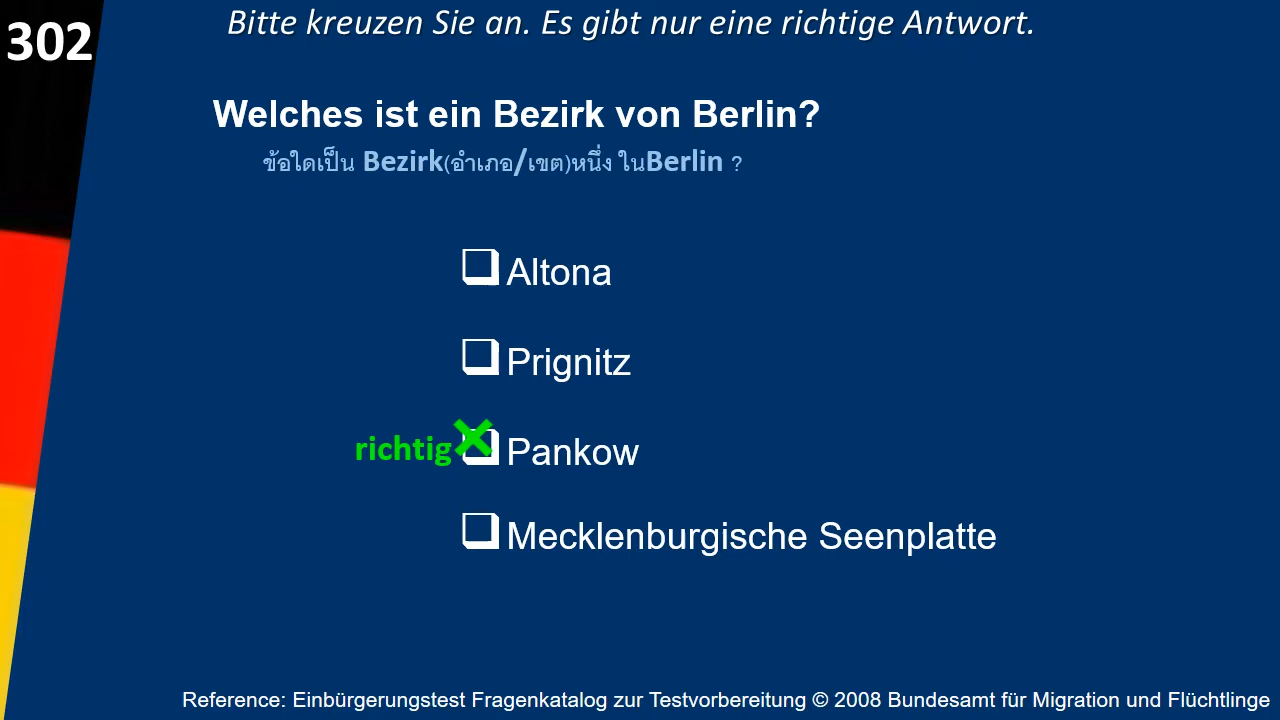 302
Bitte kreuzen Sie an. Es gibt nur eine richtige Antwort.
Welches ist ein Bezirk von Berlin?
ข้อใดเป็น Bezirk(อำเภอ/เขต)หนึ่ง ในBerlin ?
Altona
Prignitz
richtig Pankow
Mecklenburgische Seenplatte
Reference: Einbürgerungstest Fragenkatalog zur Testvorbereitung © 2008 Bundesamt für Migration und Flüchtlinge